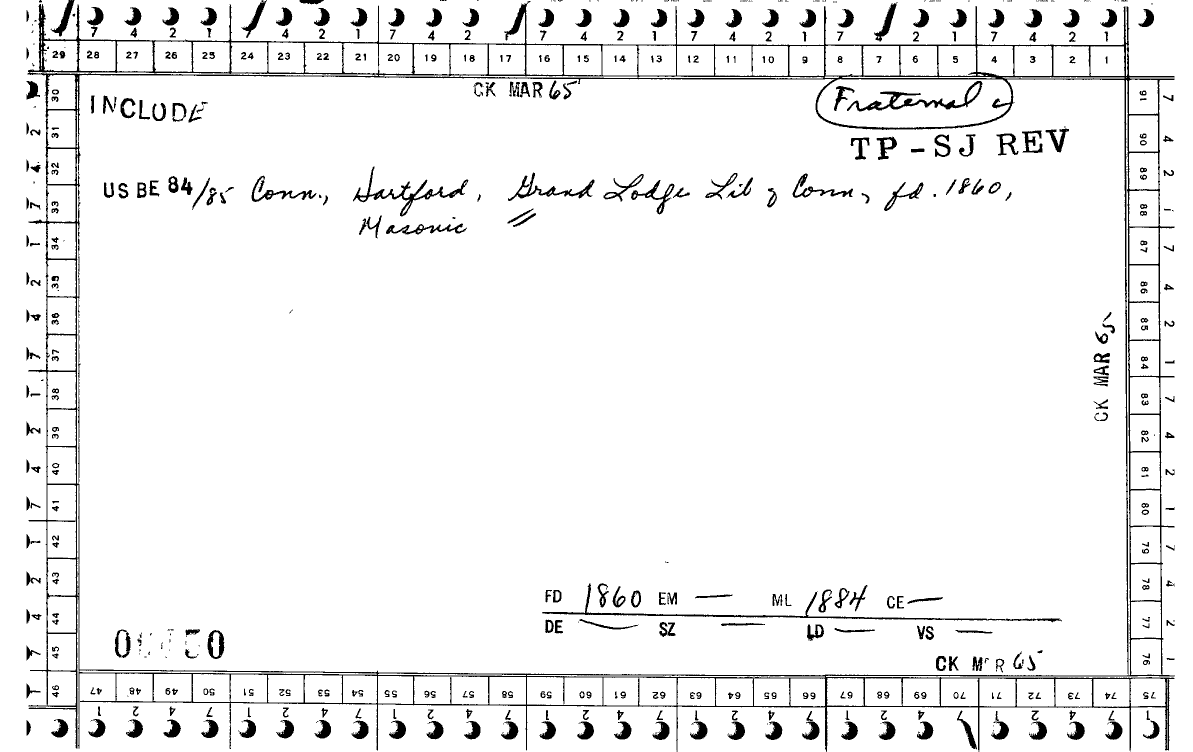 7 4 2 1 7 4 2 1 7 4 2 1 7 4 2 1 7 4 2 1 7 4 2 1 7 4 2 1
29 28 27 26 25 24 23 22 21 20 19 18 17 16 15 14 13 12 11 10 9 8 7 6 5 4 3 2 1
CK MAR 65
INCLUDE
Fraternal
TP-SJ REV
US BE 84/85 Conn., Hartford, Grand Lodge Lib of Conn, fd. 1860,
Masonic
30 31 32 33 34 35 36 37 38 39 40 41 42 43 44 45 46
91 90 89 88 87 86 85 84 83 82 81 80 79 78 77 76 75
CK MAR 65
FD 1860 EM — ML 1884 CE —
DE — SZ — LD — VS —
CK M R 65
47 48 49 50 51 52 53 54 55 56 57 58 59 60 61 62 63 64 65 66 67 68 69 70 71 72 73 74
1 2 4 7 1 2 4 7 1 2 4 7 1 2 4 7 1 2 4 7 1 2 4 7 1 2 4 7